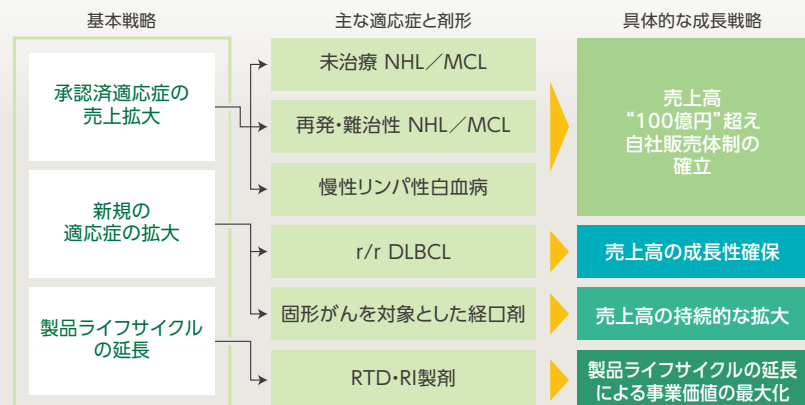 基本戦略
主な適応症と剤形
具体的な成長戦略
承認済適応症の
売上拡大
新規の
適応症の拡大
製品ライフサイクル
の延長
未治療 NHL／MCL
再発・難治性 NHL／MCL
慢性リンパ性白血病
r/r DLBCL
固形がんを対象とした経口剤
RTD・RI製剤
売上高
“100億円”超え
自社販売体制の
確立
売上高の成長性確保
売上高の持続的な拡大
製品ライフサイクルの延長
による事業価値の最大化